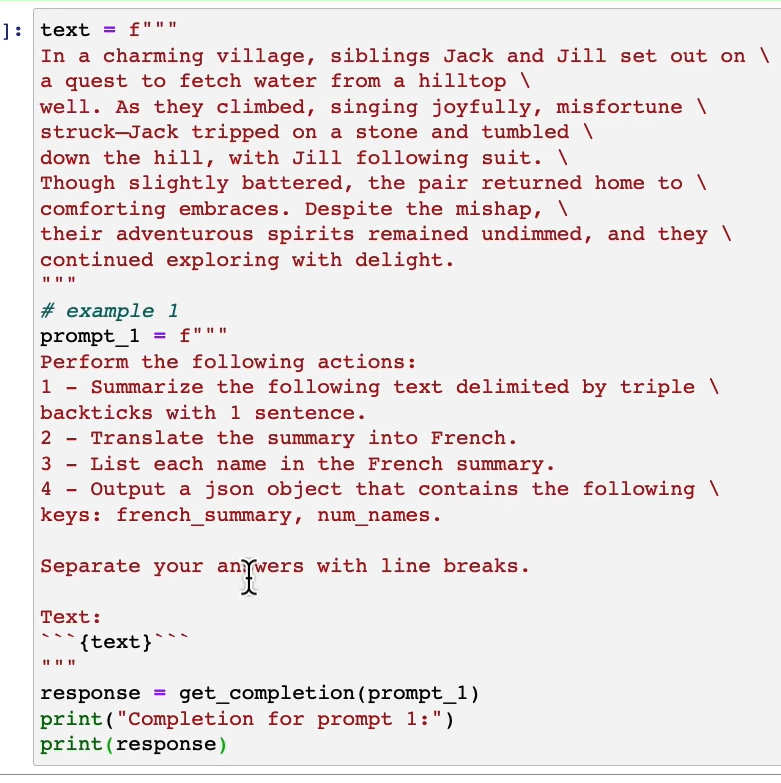 ]: text = f"""
In a charming village, siblings Jack and Jill set out on \
a quest to fetch water from a hilltop \
well. As they climbed, singing joyfully, misfortune \
struck—Jack tripped on a stone and tumbled \
down the hill, with Jill following suit. \
Though slightly battered, the pair returned home to \
comforting embraces. Despite the mishap, \
their adventurous spirits remained undimmed, and they \
continued exploring with delight.
"""
# example 1
prompt_1 = f"""
Perform the following actions:
1 - Summarize the following text delimited by triple \
backticks with 1 sentence.
2 - Translate the summary into French.
3 - List each name in the French summary.
4 - Output a json object that contains the following \
keys: french_summary, num_names.

Separate your answers with line breaks.

Text:
```{text}```
"""
response = get_completion(prompt_1)
print("Completion for prompt 1:")
print(response)